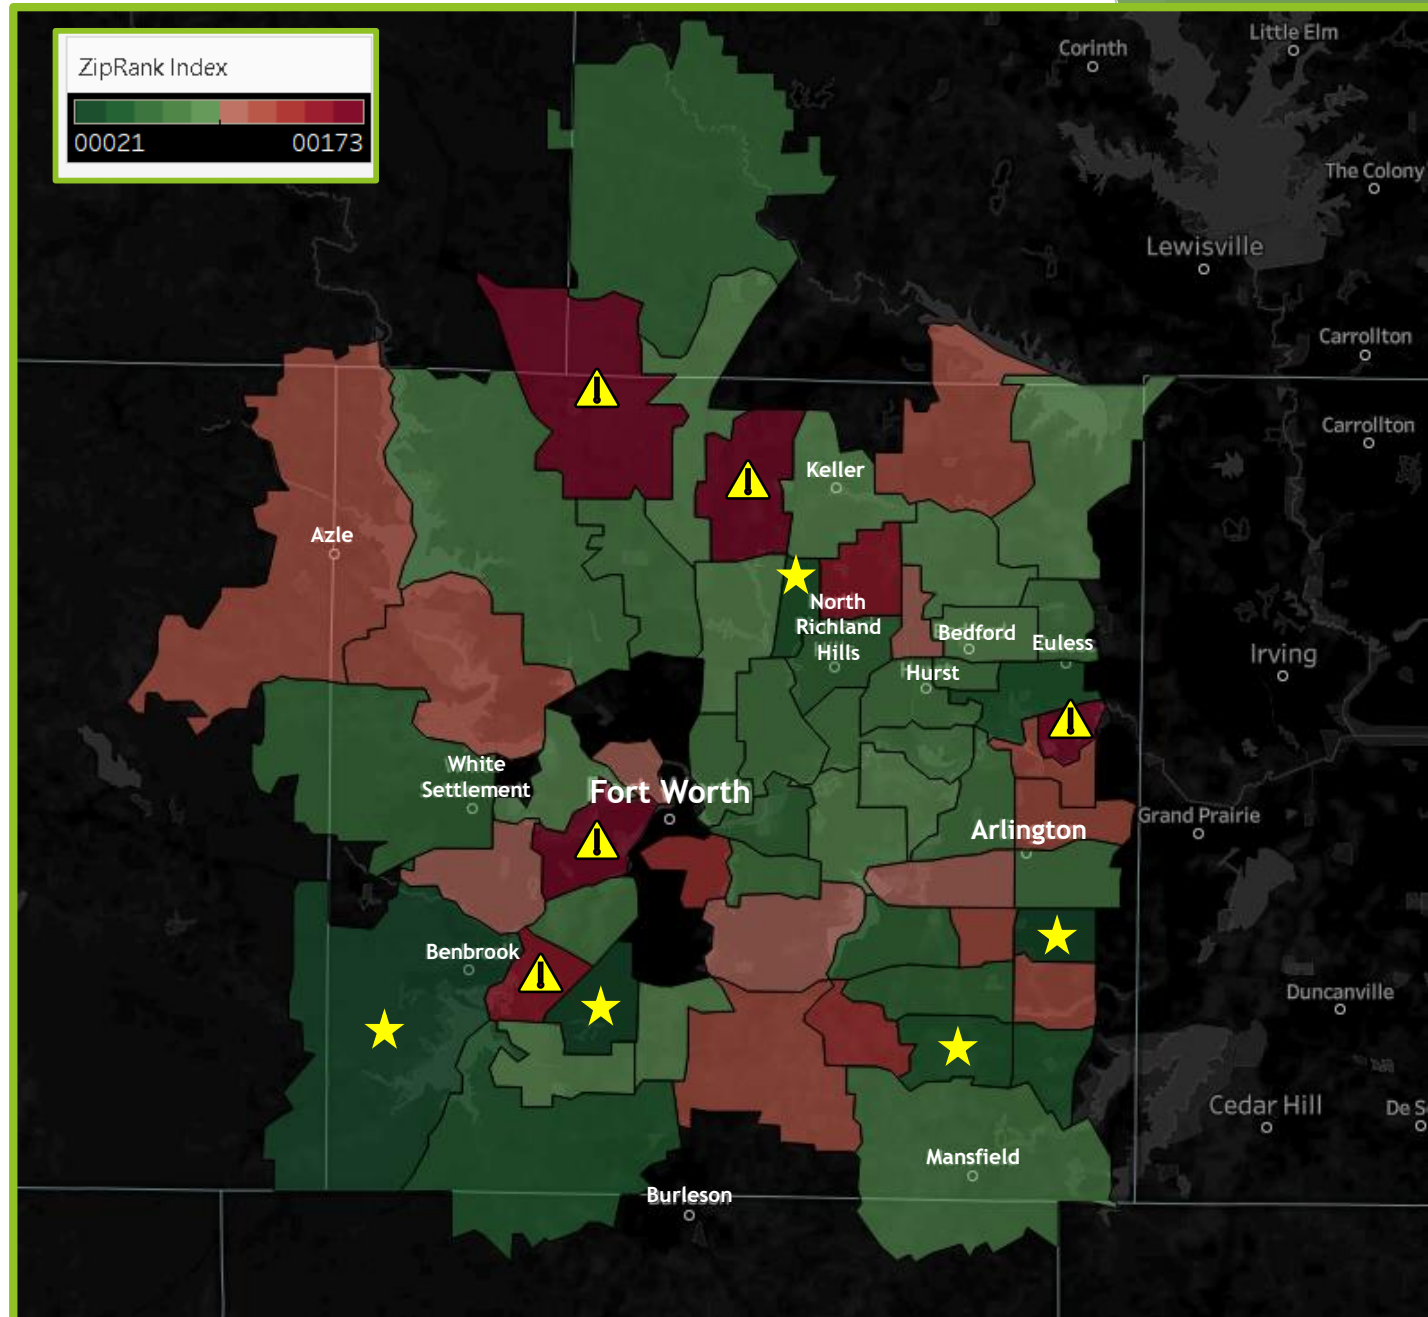 Little Elm
Corinth
ZipRank Index
00021 00173
The Colony
Lewisville
Carrollton
Carrollton
Keller
Azle
North
Richland
Hills
Bedford
Euless
Irving
Hurst
White
Settlement
Fort Worth
Grand Prairie
Arlington
Benbrook
Duncanville
Cedar Hill
De S
Mansfield
Burleson